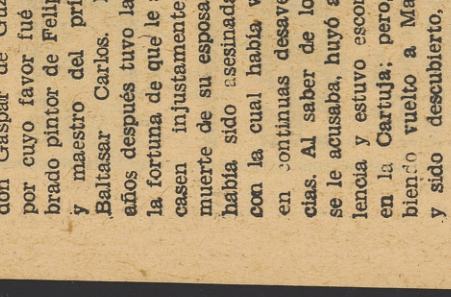 don Gaspar de Guz
por cuyo favor fué
brado pintor de Felip
y maestro del prí
Baltasar Carlos.
años después tuvo la
la fortuna de que le a
casen injustamente
muerte de su esposa
había sido asesinada
con la cual había v
en continuas desave
cias. Al saber de lo
se le acusaba, huyó a
lencia y estuvo escon
en la Cartuja; pero,
biendo vuelto a Ma
y sido descubierto,